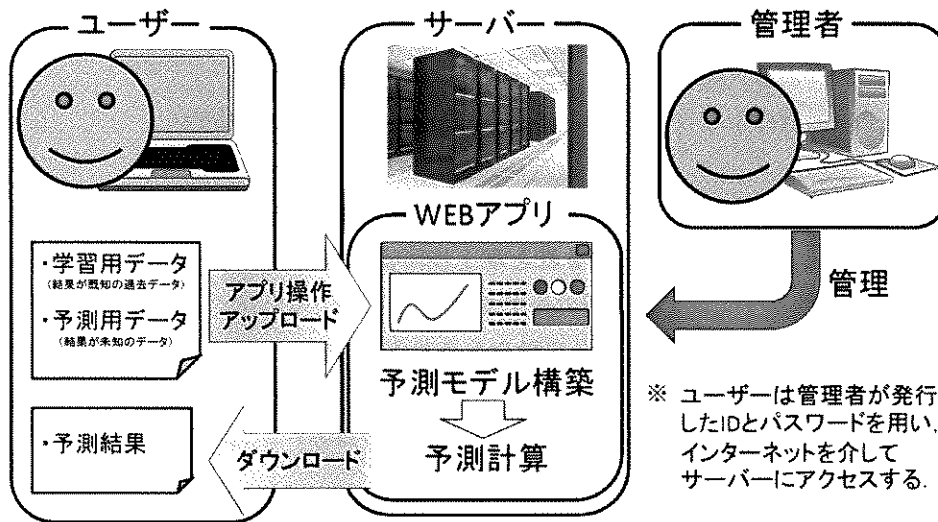 ユーザー
サーバー
管理者
WEBアプリ
・学習用データ
(結果が既知の過去データ)
・予測用データ
(結果が未知のデータ)
アプリ操作
アップロード
管理
予測モデル構築
予測計算
・予測結果
ダウンロード
※ ユーザーは管理者が発行
したIDとパスワードを用い,
インターネットを介して
サーバーにアクセスする.